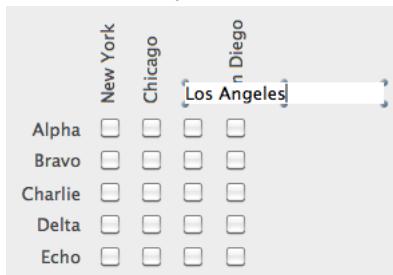 New York
Chicago
Los Angeles
n Diego
Alpha
Bravo
Charlie
Delta
Echo